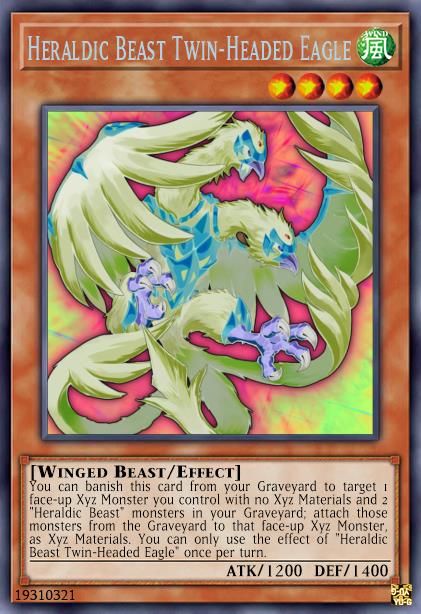 Heraldic Beast Twin-Headed Eagle
WIND
風
[Winged Beast/Effect]
You can banish this card from your Graveyard to target 1
face-up Xyz Monster you control with no Xyz Materials and 2
"Heraldic Beast" monsters in your Graveyard; attach those
monsters from the Graveyard to that face-up Xyz Monster,
as Xyz Materials. You can only use the effect of "Heraldic
Beast Twin-Headed Eagle" once per turn.
ATK/1200 DEF/1400
19310321